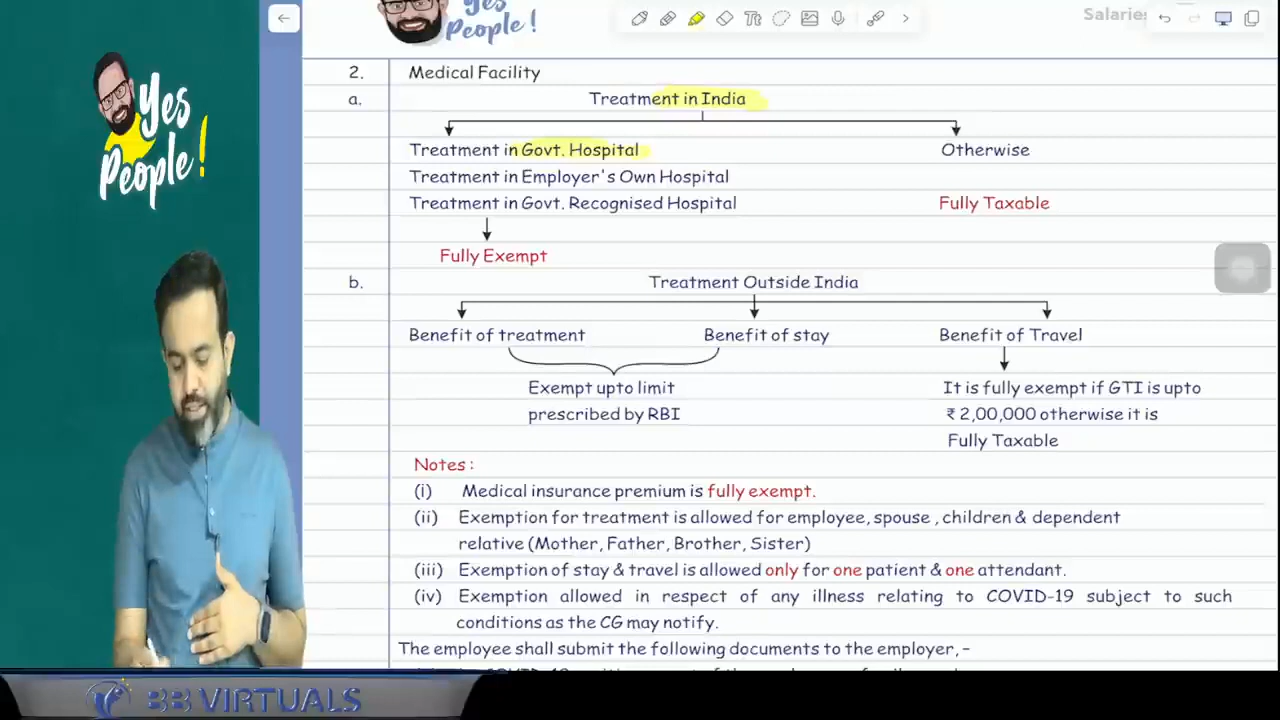 Yes
People !
Salaries
yes
People !
2. Medical Facility
a. Treatment in India
Treatment in Govt. Hospital Otherwise
Treatment in Employer's Own Hospital
Treatment in Govt. Recognised Hospital Fully Taxable
Fully Exempt
b. Treatment Outside India
Benefit of treatment Benefit of stay Benefit of Travel
Exempt upto limit It is fully exempt if GTI is upto
prescribed by RBI ₹ 2,00,000 otherwise it is
Fully Taxable
Notes :
(i) Medical insurance premium is fully exempt.
(ii) Exemption for treatment is allowed for employee, spouse , children & dependent
relative (Mother, Father, Brother, Sister)
(iii) Exemption of stay & travel is allowed only for one patient & one attendant.
(iv) Exemption allowed in respect of any illness relating to COVID-19 subject to such
conditions as the CG may notify.
The employee shall submit the following documents to the employer, –
BB VIRTUALS